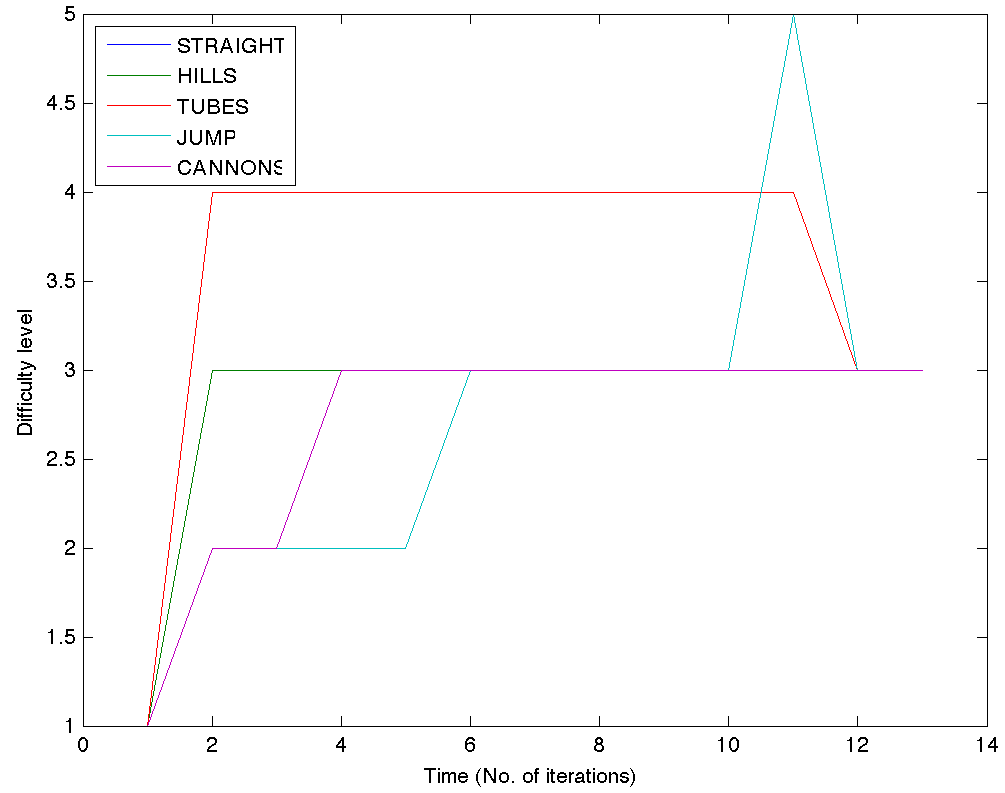 5
4.5
4
3.5
3
2.5
2
1.5
1
Difficulty level
STRAIGHT
HILLS
TUBES
JUMP
CANNONS
0 2 4 6 8 10 12 14
Time (No. of iterations)